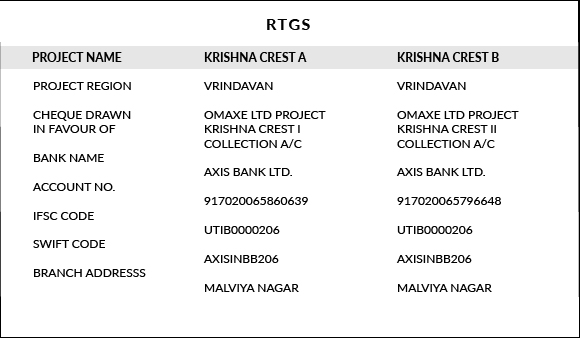 RTGS
PROJECT NAME KRISHNA CREST A KRISHNA CREST B
PROJECT REGION VRINDAVAN VRINDAVAN
CHEQUE DRAWN OMAXE LTD PROJECT OMAXE LTD PROJECT
IN FAVOUR OF KRISHNA CREST I KRISHNA CREST II
COLLECTION A/C COLLECTION A/C
BANK NAME AXIS BANK LTD. AXIS BANK LTD.
ACCOUNT NO. 917020065860639 917020065796648
IFSC CODE UTIB0000206 UTIB0000206
SWIFT CODE AXISINBB206 AXISINBB206
BRANCH ADDRESSS MALVIYA NAGAR MALVIYA NAGAR